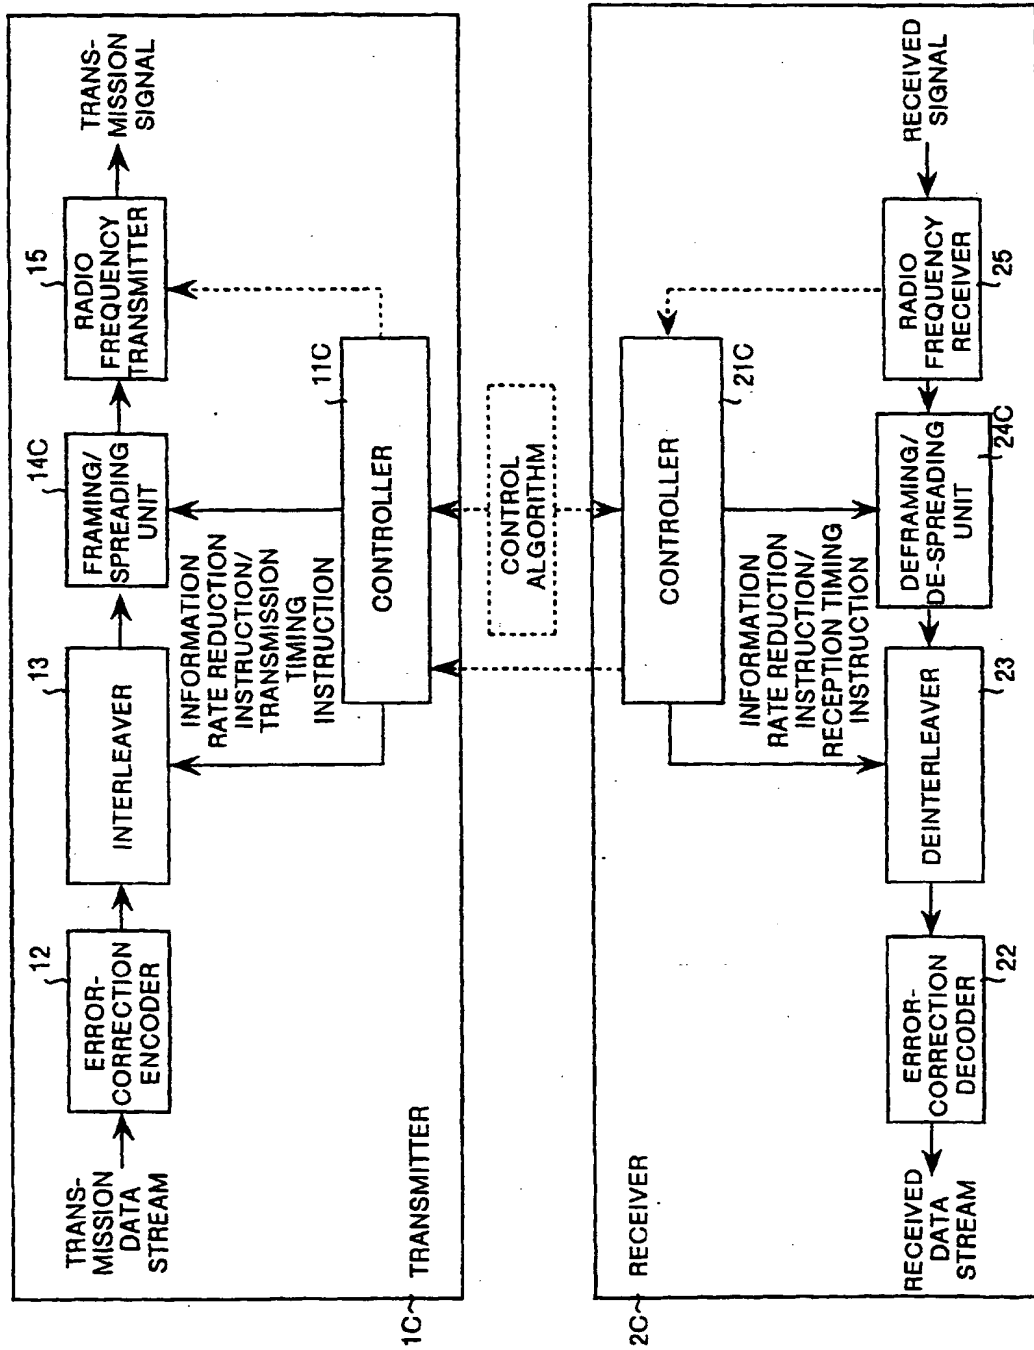 TRANS-
MISSION
DATA
STREAM
12
ERROR-
CORRECTION
ENCODER
13
INTERLEAVER
14C
FRAMING/
SPREADING
UNIT
15
RADIO
FREQUENCY
TRANSMITTER
TRANS-
MISSION
SIGNAL
INFORMATION
RATE REDUCTION
INSTRUCTION/
TRANSMISSION
TIMING
INSTRUCTION
11C
CONTROLLER
1C
TRANSMITTER
CONTROL
ALGORITHM
2C
RECEIVER
CONTROLLER
21C
INFORMATION
RATE REDUCTION
INSTRUCTION/
RECEPTION TIMING
INSTRUCTION
RECEIVED
DATA
STREAM
ERROR-
CORRECTION
DECODER
22
DEINTERLEAVER
23
DEFRAMING/
DE-SPREADING
UNIT
24C
RADIO
FREQUENCY
RECEIVER
25
RECEIVED
SIGNAL